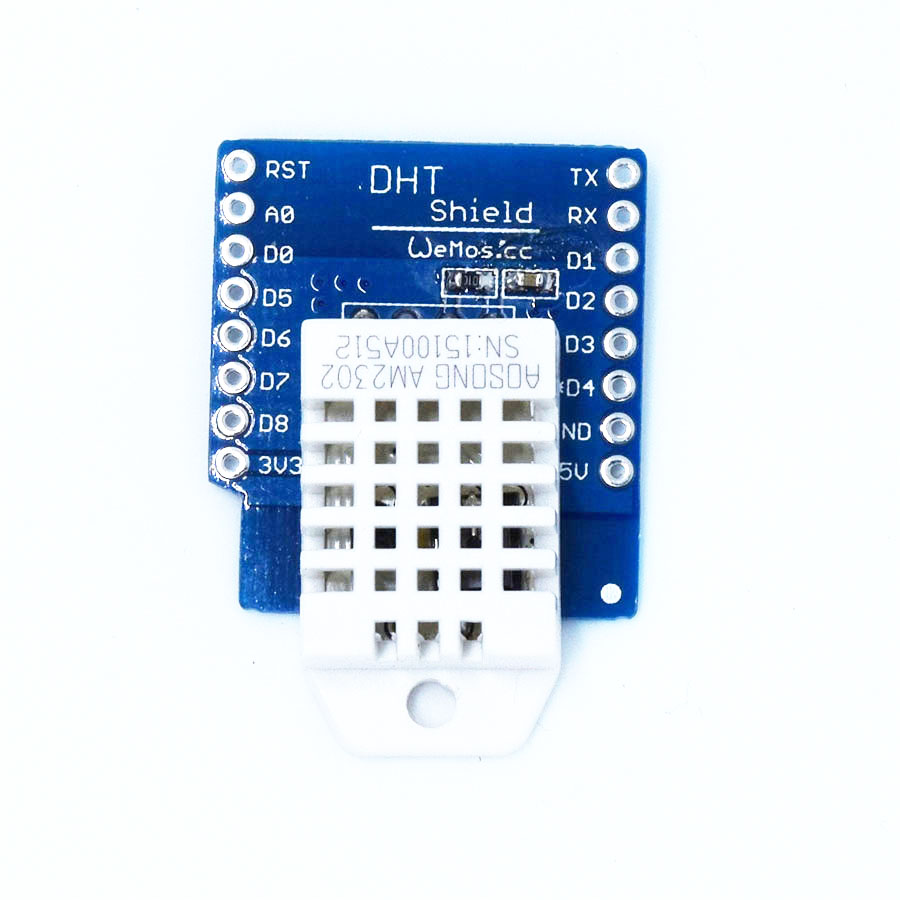 DHT
Shield
WeMos.cc
RST
A0
D0
D5
D6
D7
D8
3V3
TX
RX
D1
D2
D3
D4
ND
5V
AOSONG AM2302
SN:15100A512